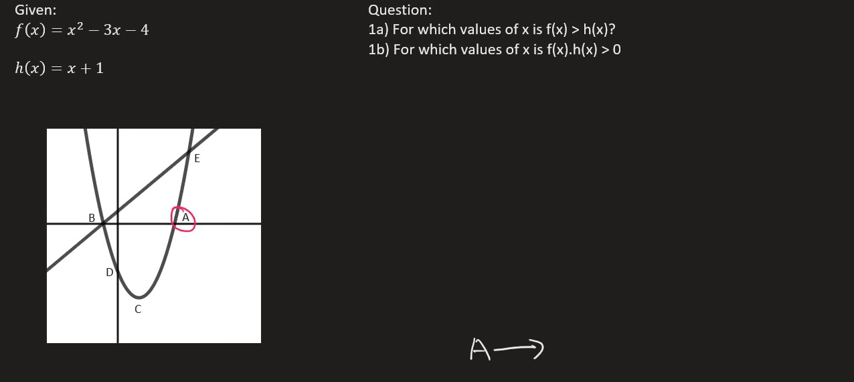 Given:
f(x) = x² − 3x − 4
h(x) = x + 1
Question:
1a) For which values of x is f(x) > h(x)?
1b) For which values of x is f(x).h(x) > 0
E
B
A
D
C
A →